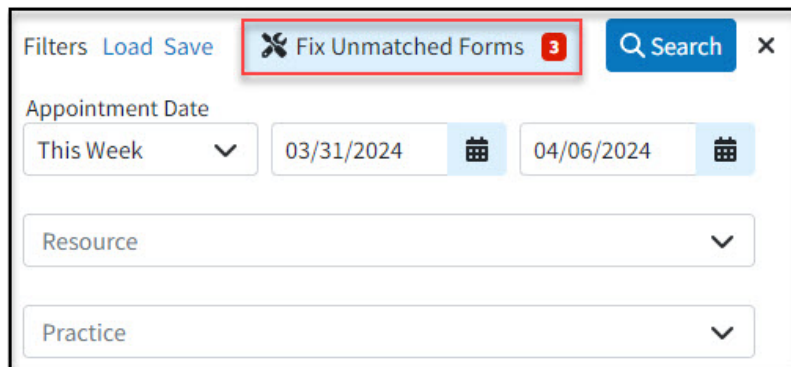 Filters Load Save Fix Unmatched Forms 3 Search
Appointment Date
This Week 03/31/2024 04/06/2024
Resource
Practice